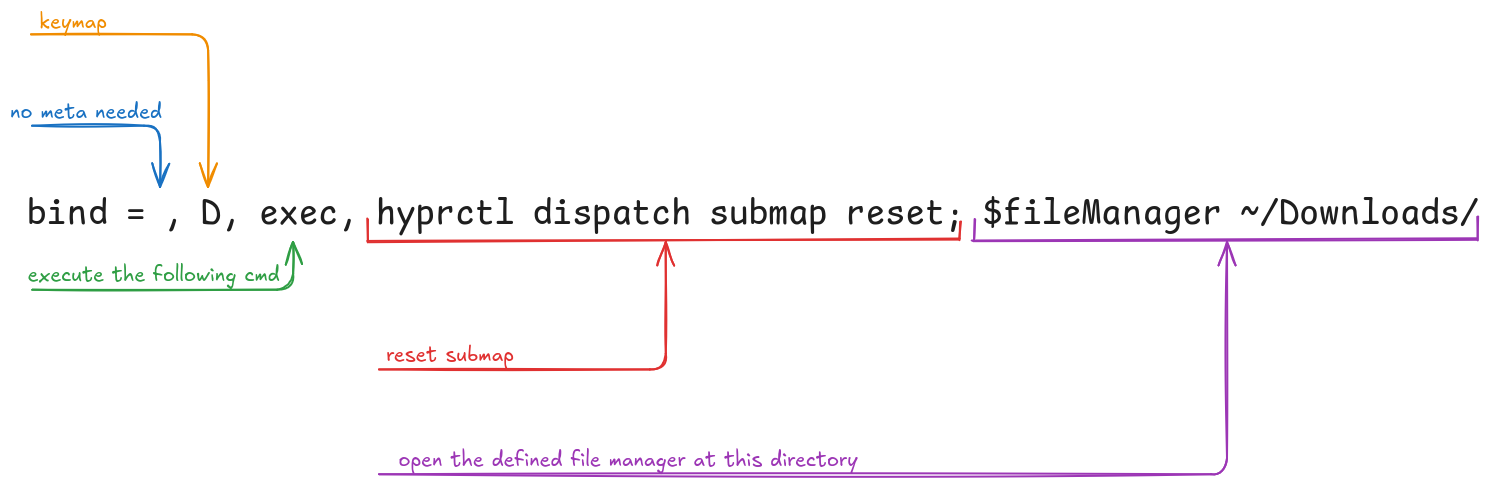 keymap
no meta needed
bind = , D, exec, hyprctl dispatch submap reset; $fileManager ~/Downloads/
execute the following cmd
reset submap
open the defined file manager at this directory